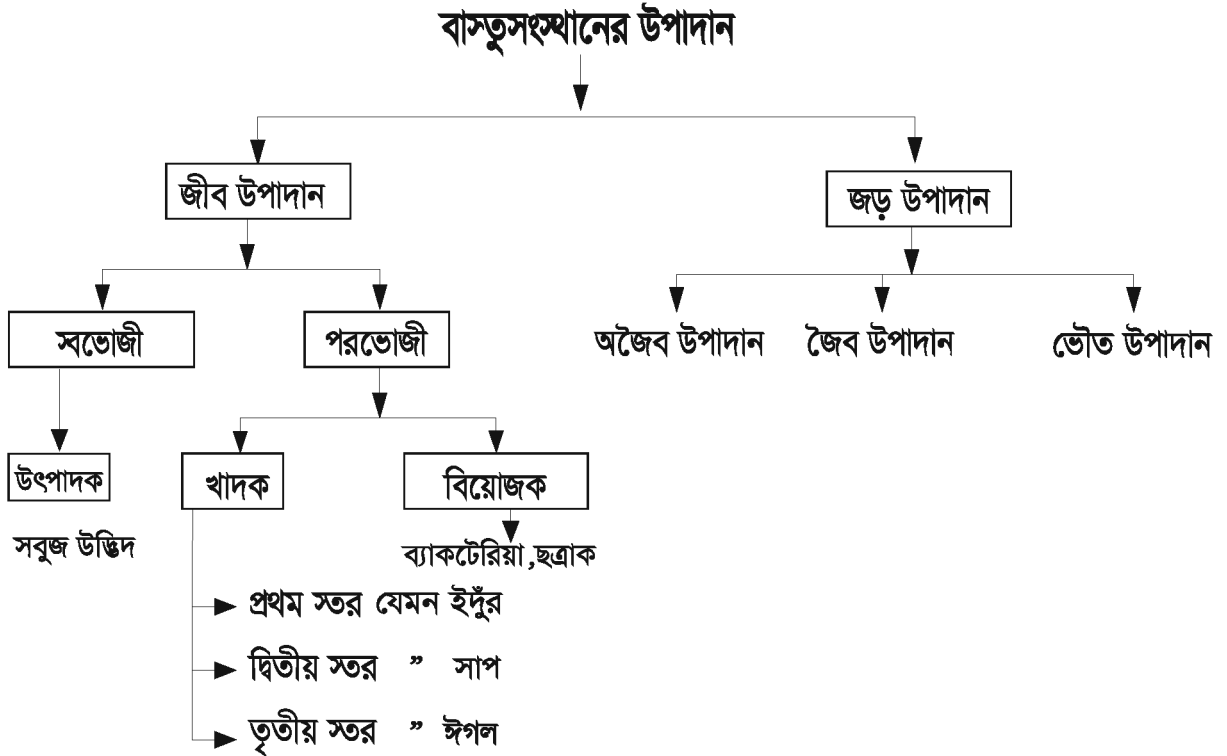 বাস্তুসংস্থানের উপাদান
জীব উপাদান
জড় উপাদান
স্বভোজী
পরভোজী
অজৈব উপাদান
জৈব উপাদান
ভৌত উপাদান
উৎপাদক
খাদক
বিয়োজক
সবুজ উদ্ভিদ
ব্যাকটেরিয়া,ছত্রাক
প্রথম স্তর যেমন ইদুঁর
দ্বিতীয় স্তর ” সাপ
তৃতীয় স্তর ” ঈগল